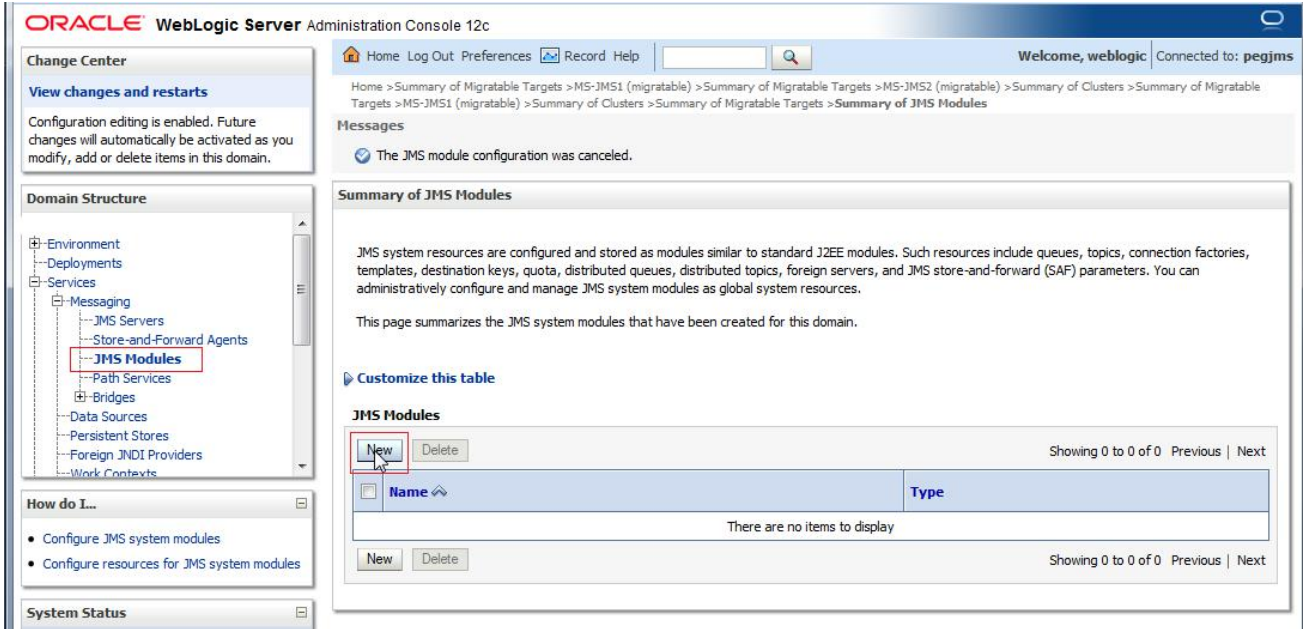 ORACLE WebLogic Server Administration Console 12c
Change Center
View changes and restarts
Configuration editing is enabled. Future
changes will automatically be activated as you
modify, add or delete items in this domain.
Domain Structure
Environment
Deployments
Services
Messaging
JMS Servers
Store-and-Forward Agents
JMS Modules
Path Services
Bridges
Data Sources
Persistent Stores
Foreign JNDI Providers
Work Contexts
How do I...
Configure JMS system modules
Configure resources for JMS system modules
System Status
Home Log Out Preferences Record Help
Welcome, weblogic Connected to: pegjms
Home >Summary of Migratable Targets >MS-JMS1 (migratable) >Summary of Migratable Targets >MS-JMS2 (migratable) >Summary of Clusters >Summary of Migratable
Targets >MS-JMS1 (migratable) >Summary of Clusters >Summary of Migratable Targets >Summary of JMS Modules
Messages
The JMS module configuration was canceled.
Summary of JMS Modules
JMS system resources are configured and stored as modules similar to standard J2EE modules. Such resources include queues, topics, connection factories,
templates, destination keys, quota, distributed queues, distributed topics, foreign servers, and JMS store-and-forward (SAF) parameters. You can
administratively configure and manage JMS system modules as global system resources.
This page summarizes the JMS system modules that have been created for this domain.
Customize this table
JMS Modules
New Delete Showing 0 to 0 of 0 Previous | Next
Name Type
There are no items to display
New Delete Showing 0 to 0 of 0 Previous | Next